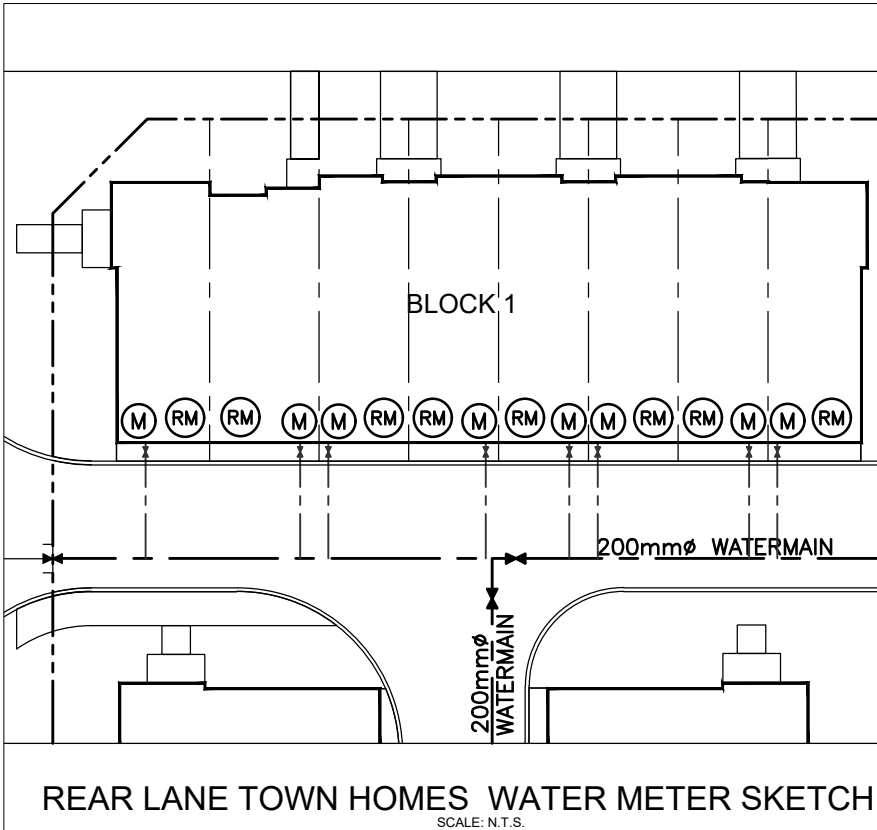 BLOCK 1
M RM RM M M RM RM M RM M M RM RM M M RM
200mmø WATERMAIN
200mmø
WATERMAIN
REAR LANE TOWN HOMES WATER METER SKETCH
SCALE: N.T.S.